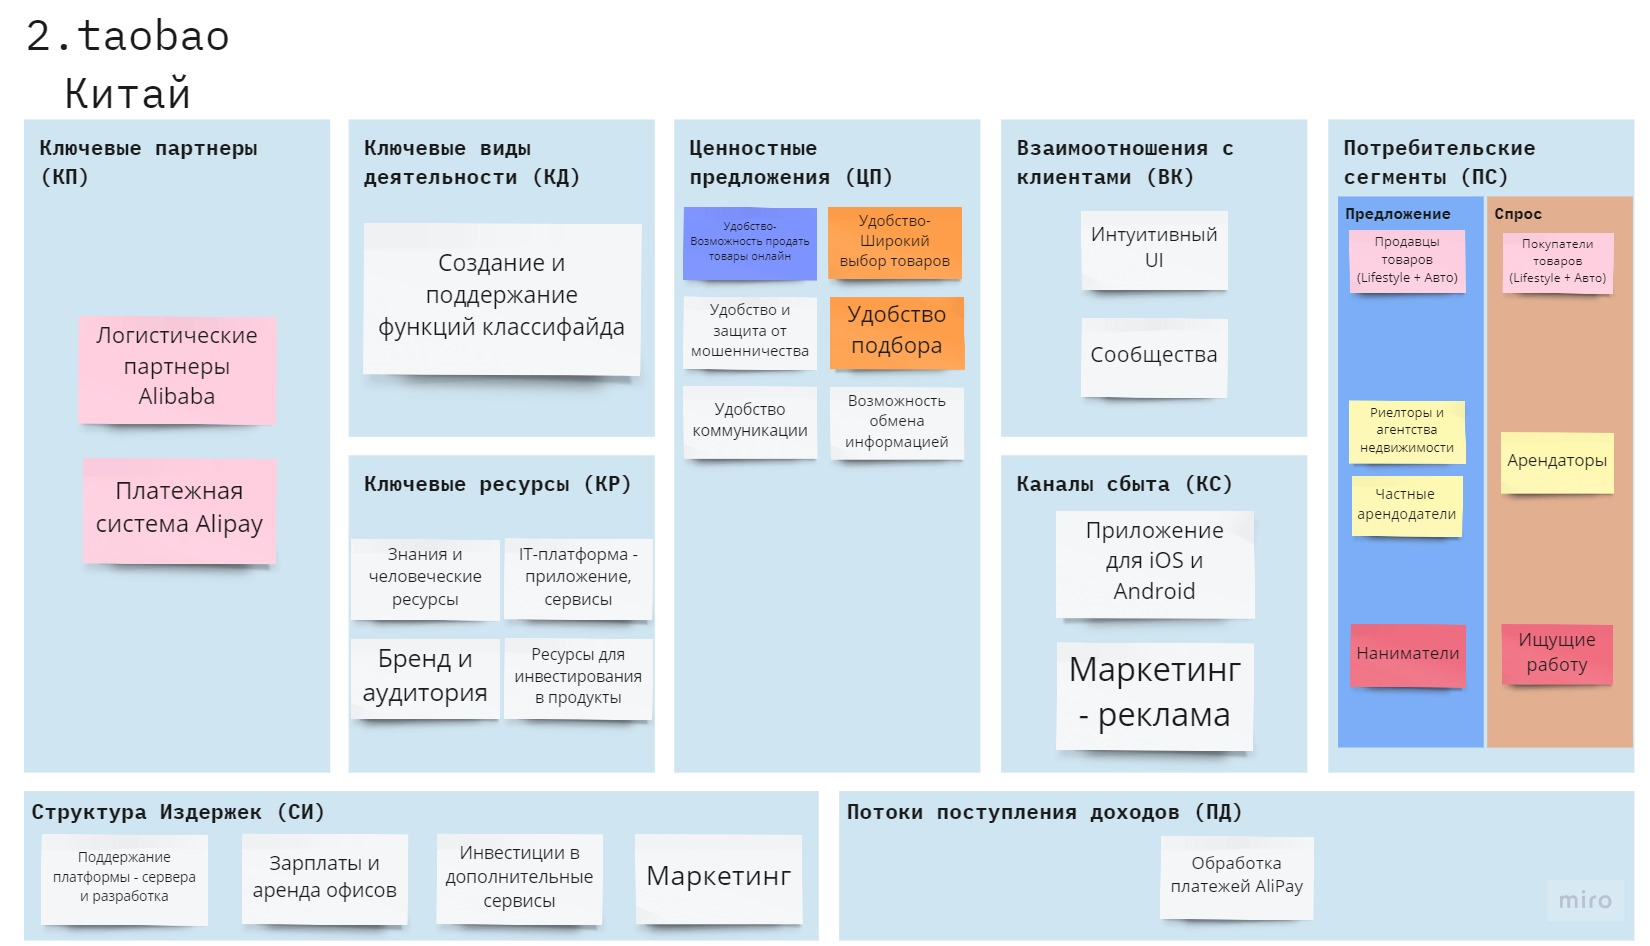 2.taobao
Китай
Ключевые партнеры
(КП)
Логистические
партнеры
Alibaba
Платежная
система Alipay
Ключевые виды
деятельности (КД)
Создание и
поддержание
функций классифайда
Ключевые ресурсы (КР)
Знания и
человеческие
ресурсы
IT-платформа -
приложение,
сервисы
Бренд и
аудитория
Ресурсы для
инвестирования
в продукты
Ценностные
предложения (ЦП)
Удобство-
Возможность продать
товары онлайн
Удобство-
Широкий
выбор товаров
Удобство и
защита от
мошенничества
Удобство
подбора
Удобство
коммуникации
Возможность
обмена
информацией
Взаимоотношения с
клиентами (ВК)
Интуитивный
UI
Сообщества
Каналы сбыта (КС)
Приложение
для iOS и
Android
Маркетинг
- реклама
Потребительские
сегменты (ПС)
Предложение
Продавцы
товаров
(Lifestyle + Авто)
Риелторы и
агентства
недвижимости
Частные
арендодатели
Наниматели
Спрос
Покупатели
товаров
(Lifestyle + Авто)
Арендаторы
Ищущие
работу
Структура Издержек (СИ)
Поддержание
платформы - сервера
и разработка
Зарплаты и
аренда офисов
Инвестиции в
дополнительные
сервисы
Маркетинг
Потоки поступления доходов (ПД)
Обработка
платежей AliPay
miro